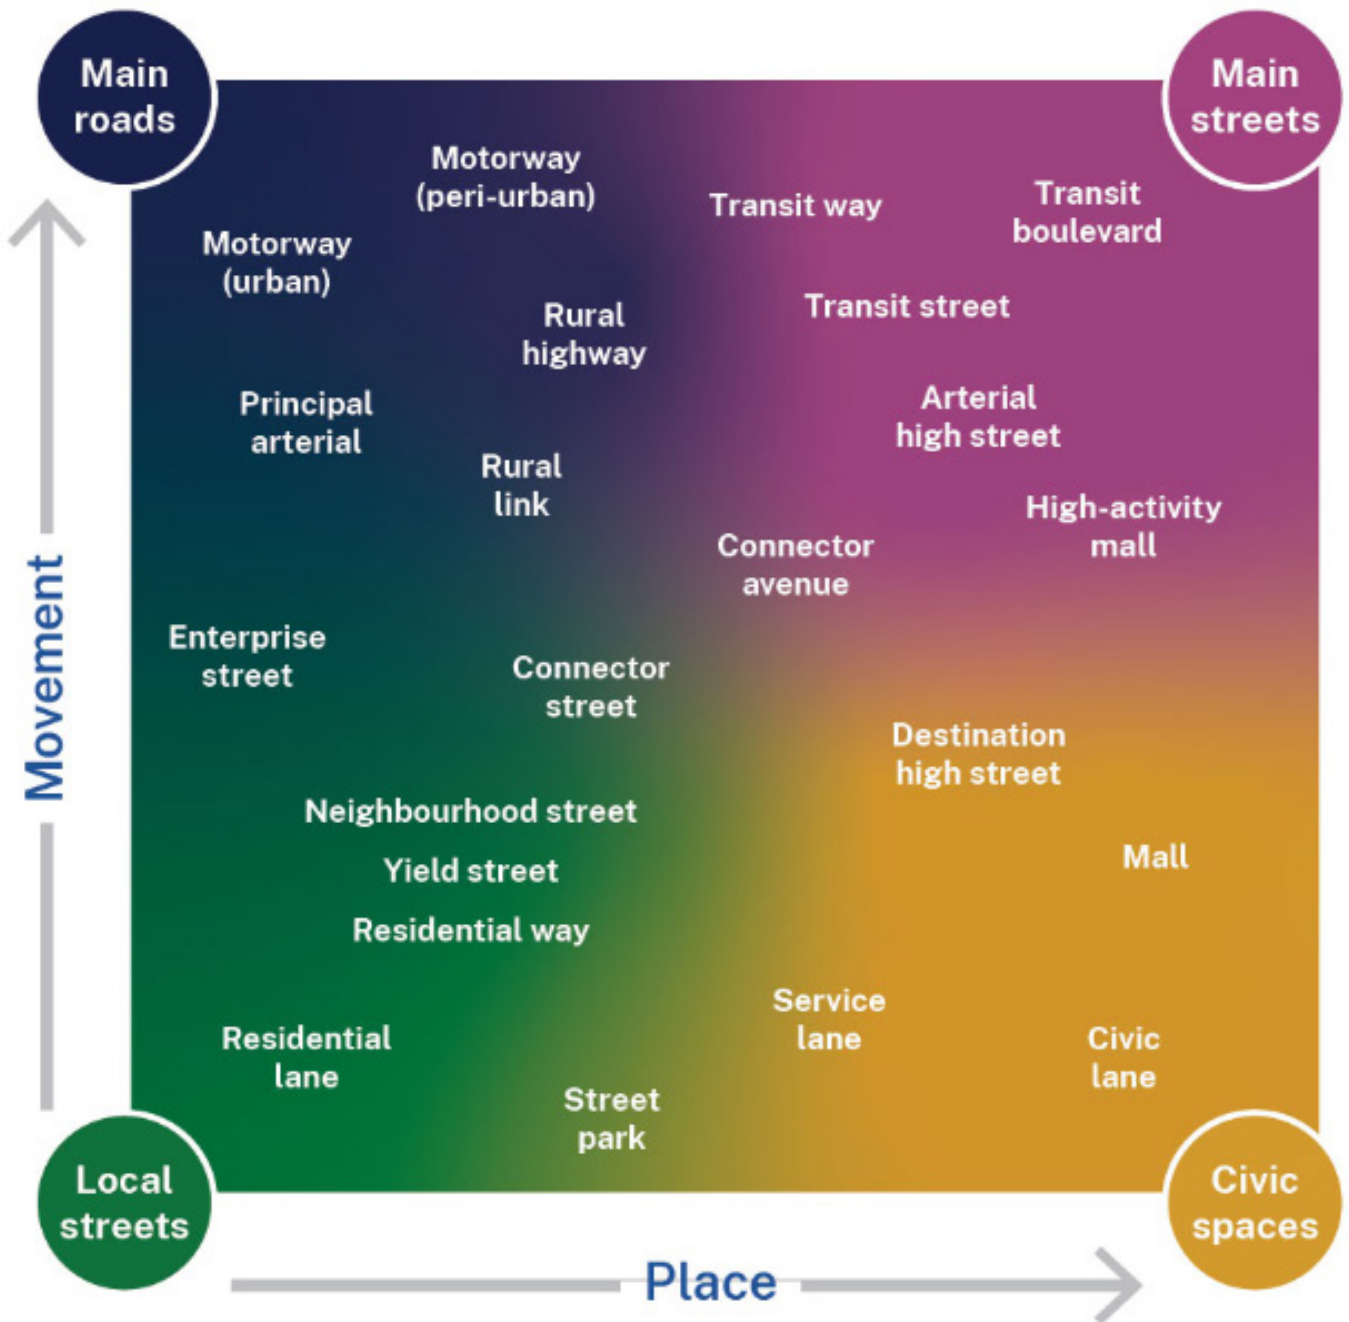 Main
roads
Main
streets
Motorway
(peri-urban)
Transit way
Transit
boulevard
Motorway
(urban)
Rural
highway
Transit street
Principal
arterial
Arterial
high street
Rural
link
High-activity
mall
Connector
avenue
Movement
Enterprise
street
Connector
street
Destination
high street
Neighbourhood street
Yield street
Mall
Residential way
Service
lane
Residential
lane
Civic
lane
Street
park
Local
streets
Civic
spaces
Place